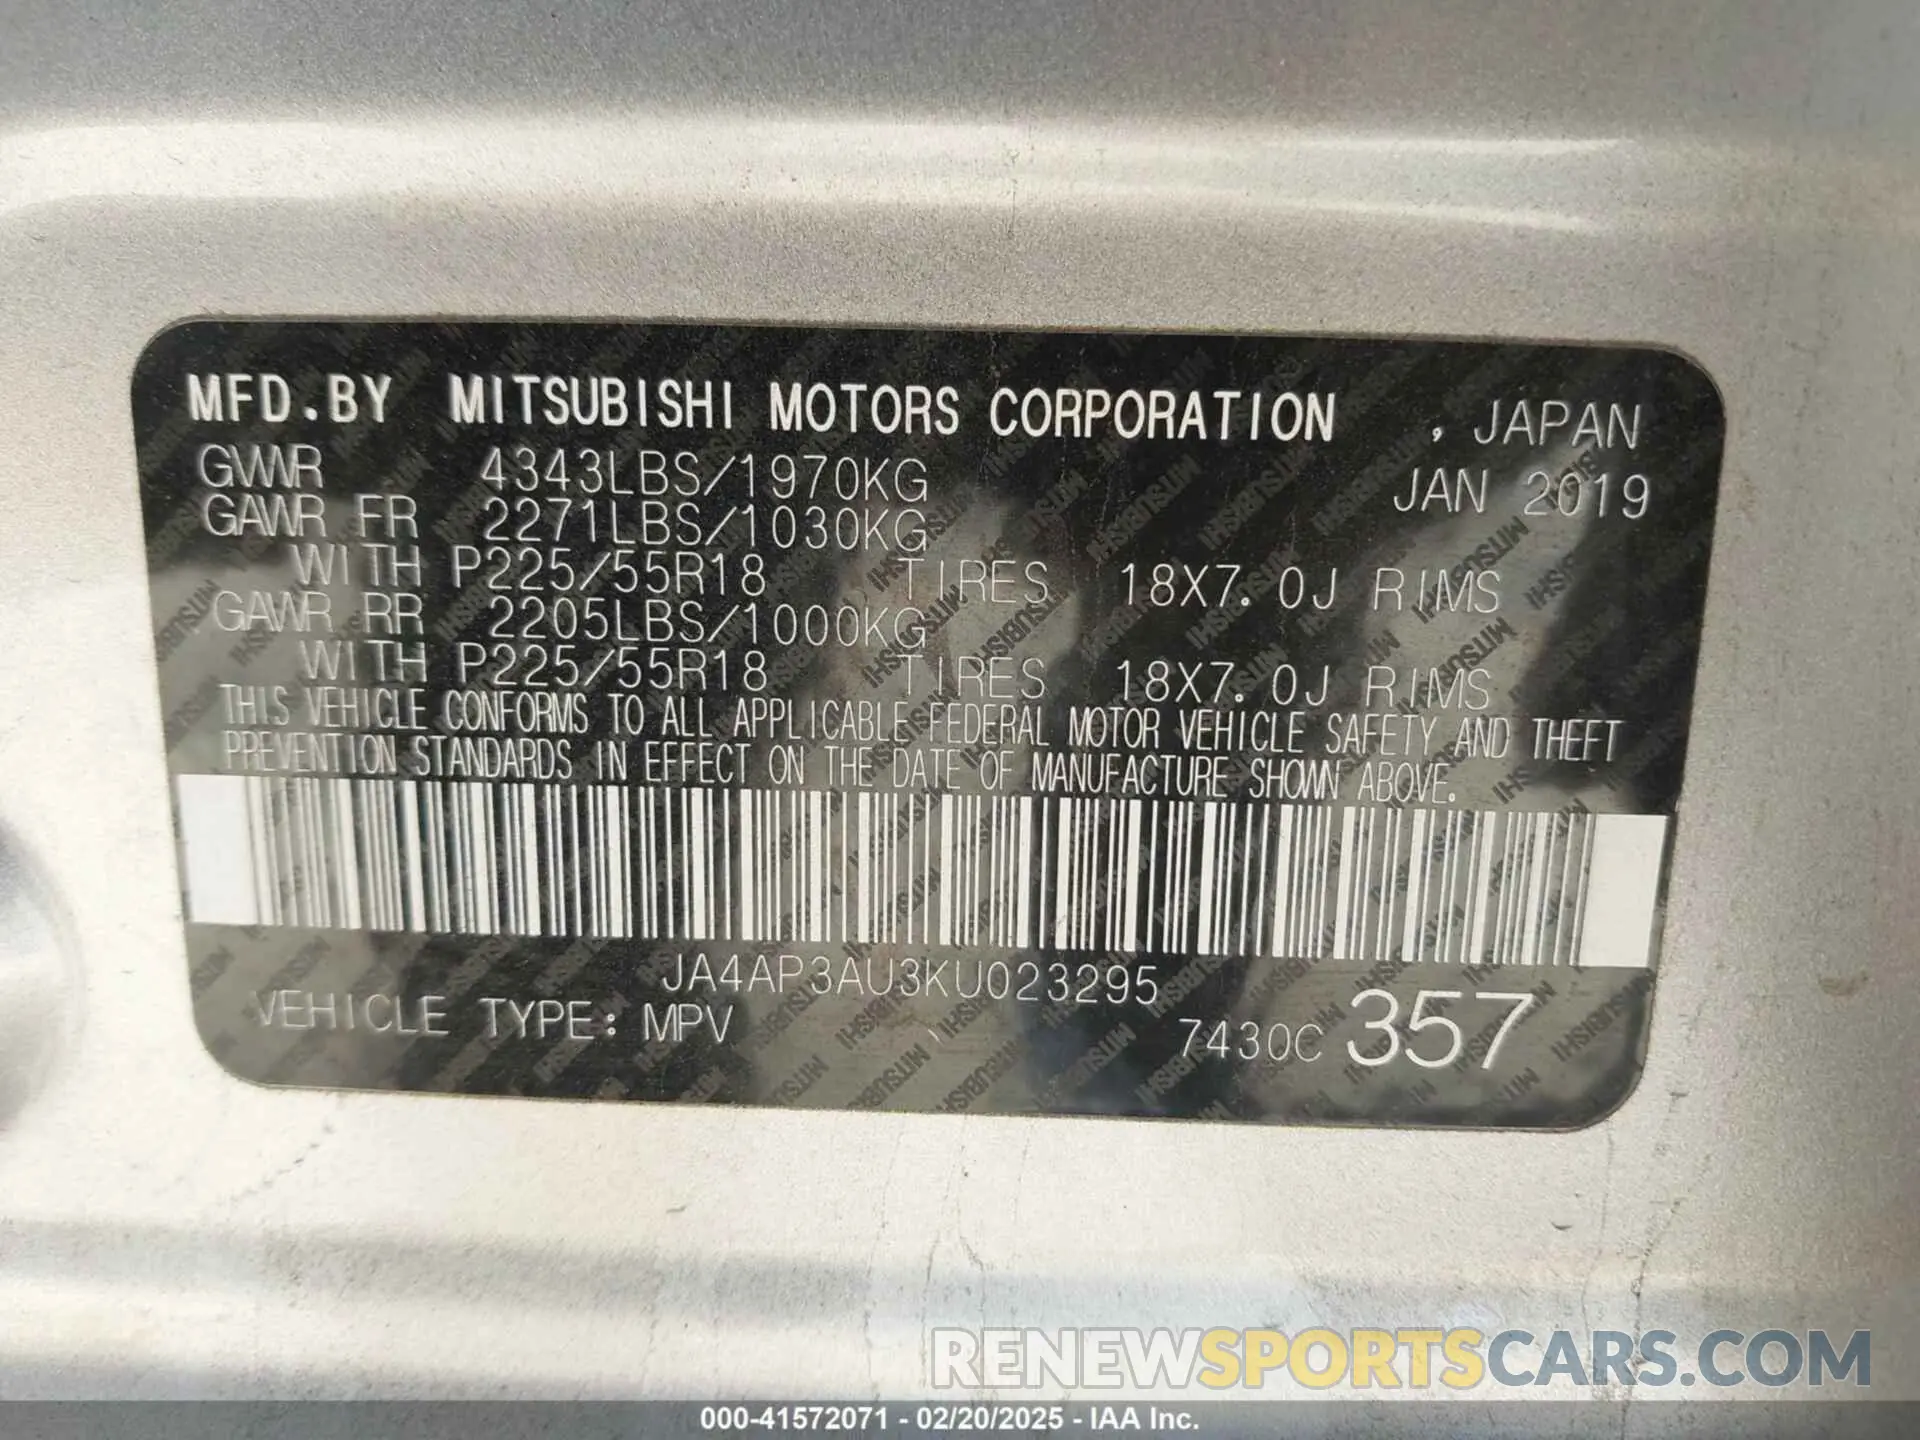 MFD.BY MITSUBISHI MOTORS CORPORATION , JAPAN
GVWR 4343LBS/1970KG JAN 2019
GAWR FR 2271LBS/1030KG
WITH P225/55R18 TIRES 18X7.0J RIMS
GAWR RR 2205LBS/1000KG
WITH P225/55R18 TIRES 18X7.0J RIMS
THIS VEHICLE CONFORMS TO ALL APPLICABLE FEDERAL MOTOR VEHICLE SAFETY AND THEFT
PREVENTION STANDARDS IN EFFECT ON THE DATE OF MANUFACTURE SHOWN ABOVE.
JA4AP3AU3KU023295
VEHICLE TYPE: MPV 7430C 357
RENEWSPORTSCARS.COM
000-41572071 - 02/20/2025 - IAA Inc.